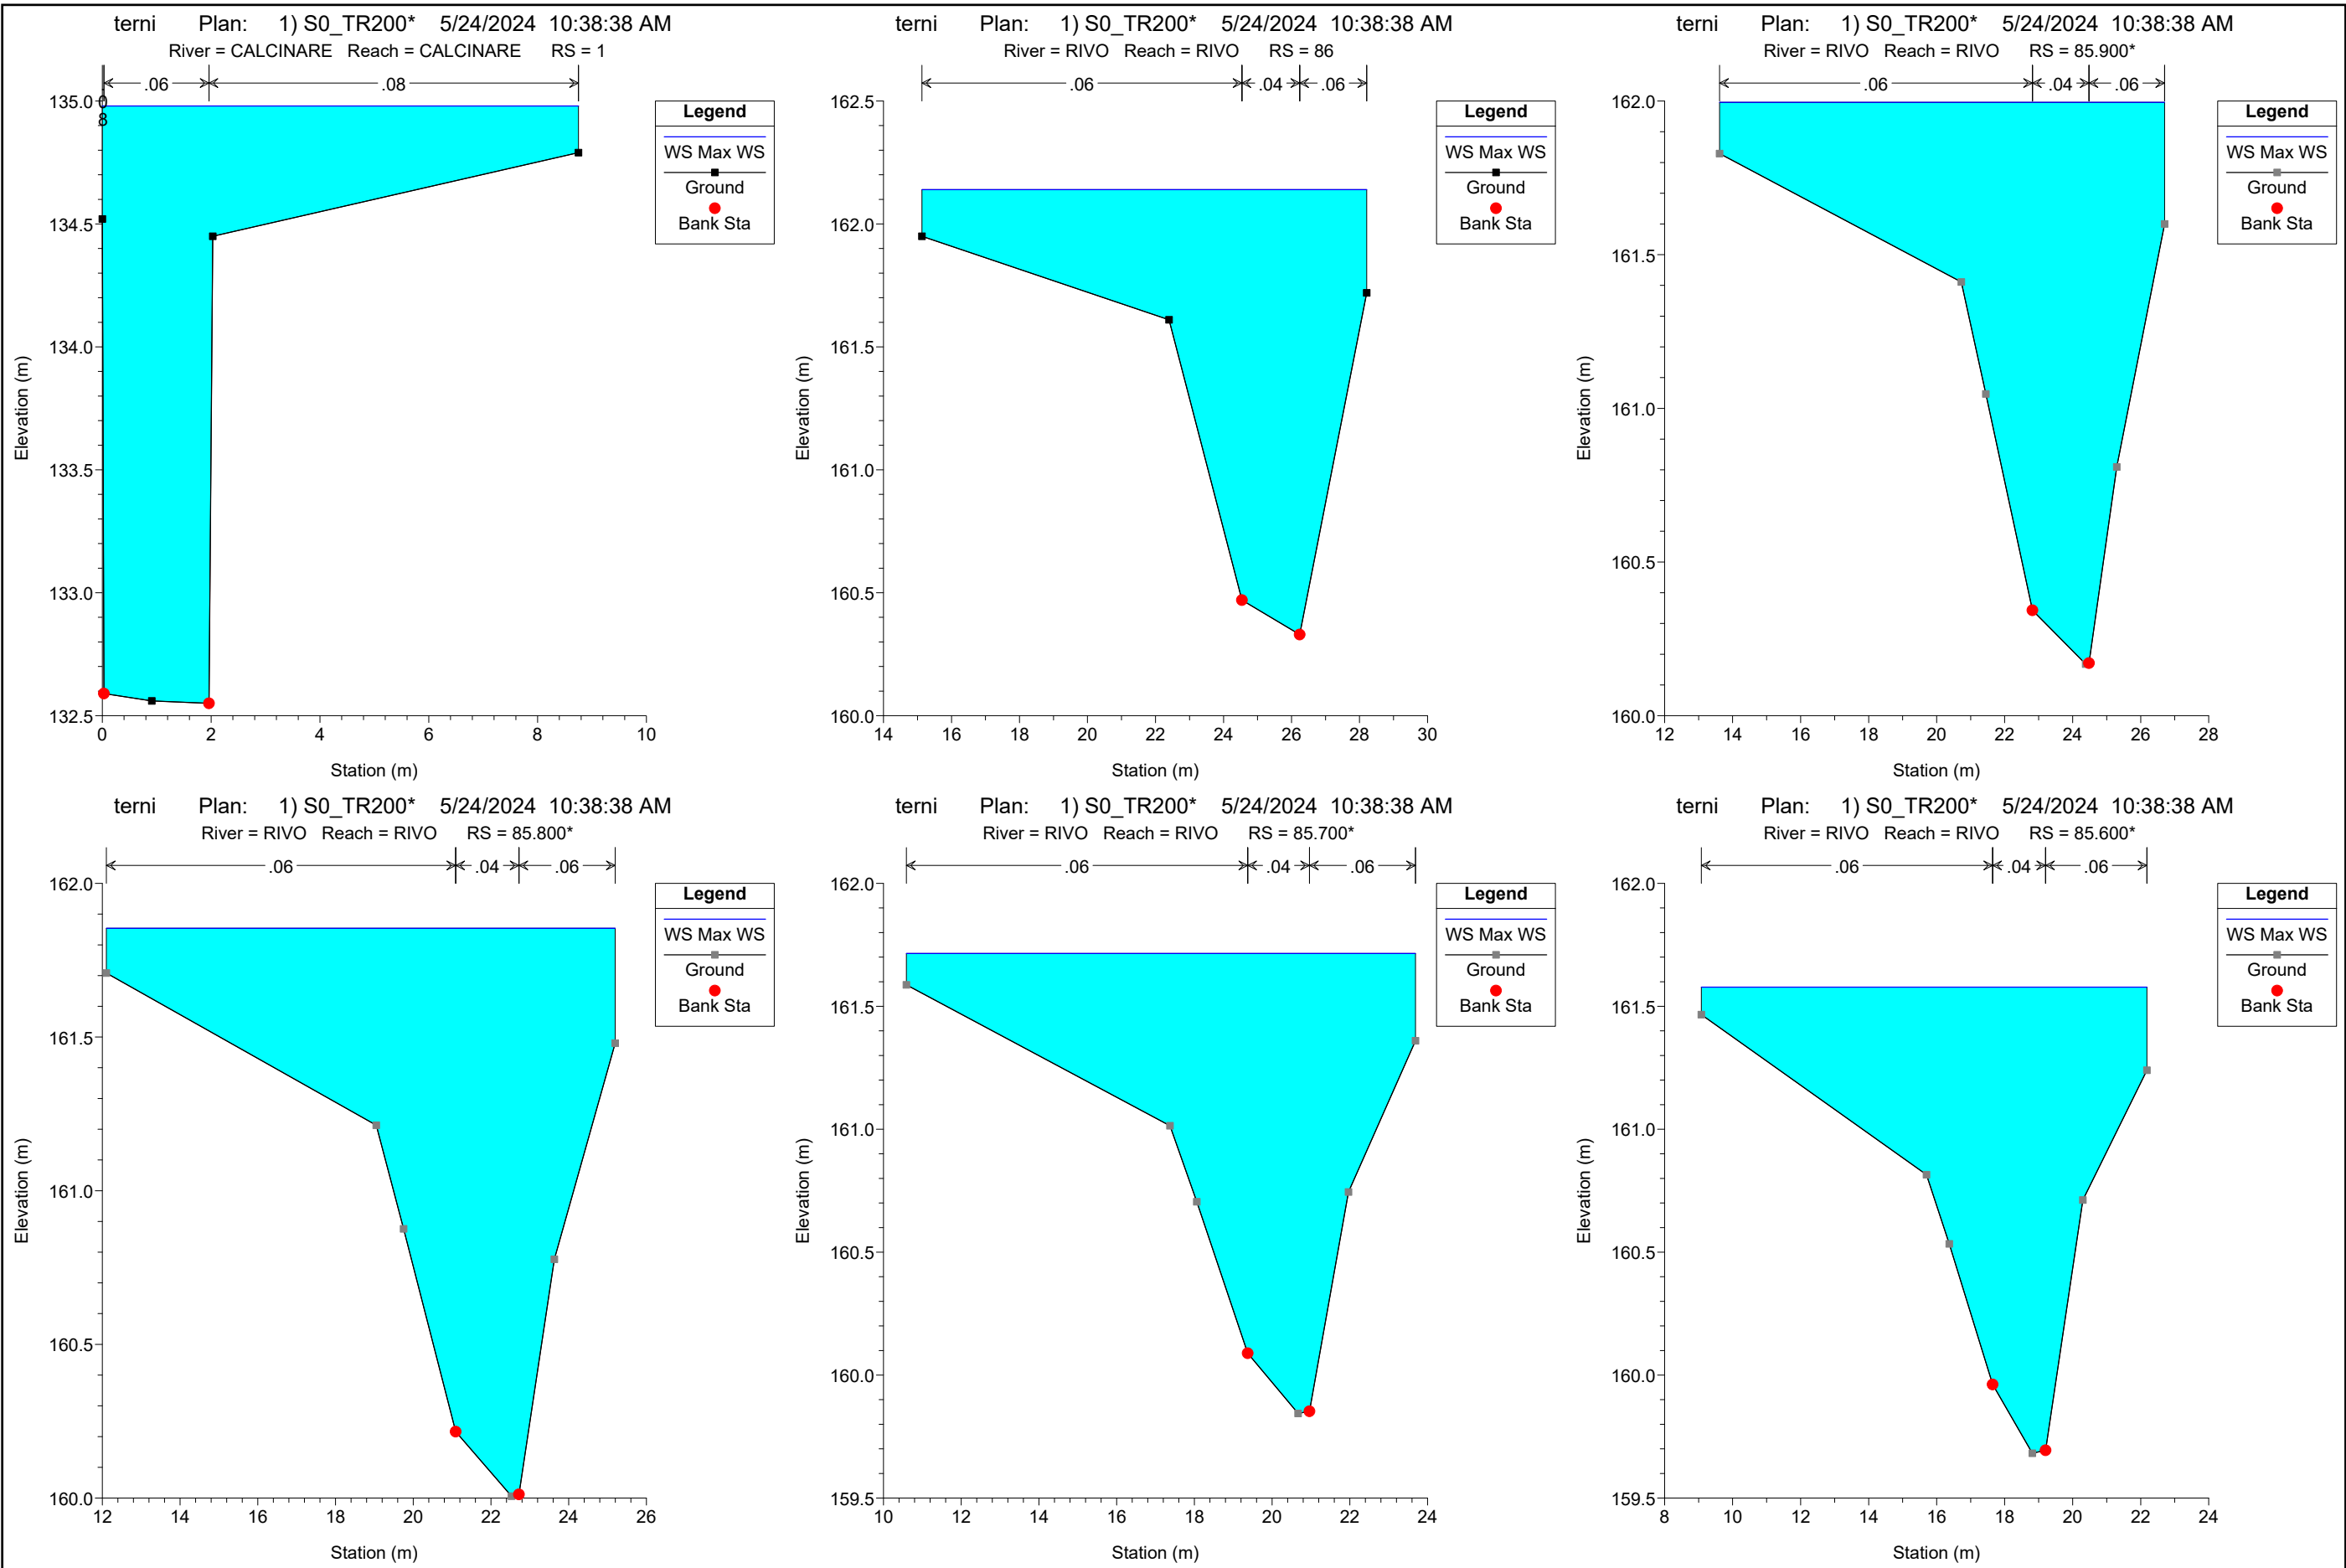 terni Plan: 1) S0_TR200* 5/24/2024 10:38:38 AM
River = CALCINARE Reach = CALCINARE RS = 1
.08
.06
.08
135.0
134.5
134.0
133.5
133.0
132.5
Elevation (m)
0 2 4 6 8 10
Station (m)
Legend
WS Max WS
Ground
Bank Sta
terni Plan: 1) S0_TR200* 5/24/2024 10:38:38 AM
River = RIVO Reach = RIVO RS = 86
.06 .04 .06
162.5
162.0
161.5
161.0
160.5
160.0
Elevation (m)
14 16 18 20 22 24 26 28 30
Station (m)
Legend
WS Max WS
Ground
Bank Sta
terni Plan: 1) S0_TR200* 5/24/2024 10:38:38 AM
River = RIVO Reach = RIVO RS = 85.900*
.06 .04 .06
162.0
161.5
161.0
160.5
160.0
Elevation (m)
12 14 16 18 20 22 24 26 28
Station (m)
Legend
WS Max WS
Ground
Bank Sta
terni Plan: 1) S0_TR200* 5/24/2024 10:38:38 AM
River = RIVO Reach = RIVO RS = 85.800*
.06 .04 .06
162.0
161.5
161.0
160.5
160.0
Elevation (m)
12 14 16 18 20 22 24 26
Station (m)
Legend
WS Max WS
Ground
Bank Sta
terni Plan: 1) S0_TR200* 5/24/2024 10:38:38 AM
River = RIVO Reach = RIVO RS = 85.700*
.06 .04 .06
162.0
161.5
161.0
160.5
160.0
159.5
Elevation (m)
10 12 14 16 18 20 22 24
Station (m)
Legend
WS Max WS
Ground
Bank Sta
terni Plan: 1) S0_TR200* 5/24/2024 10:38:38 AM
River = RIVO Reach = RIVO RS = 85.600*
.06 .04 .06
162.0
161.5
161.0
160.5
160.0
159.5
Elevation (m)
8 10 12 14 16 18 20 22 24
Station (m)
Legend
WS Max WS
Ground
Bank Sta